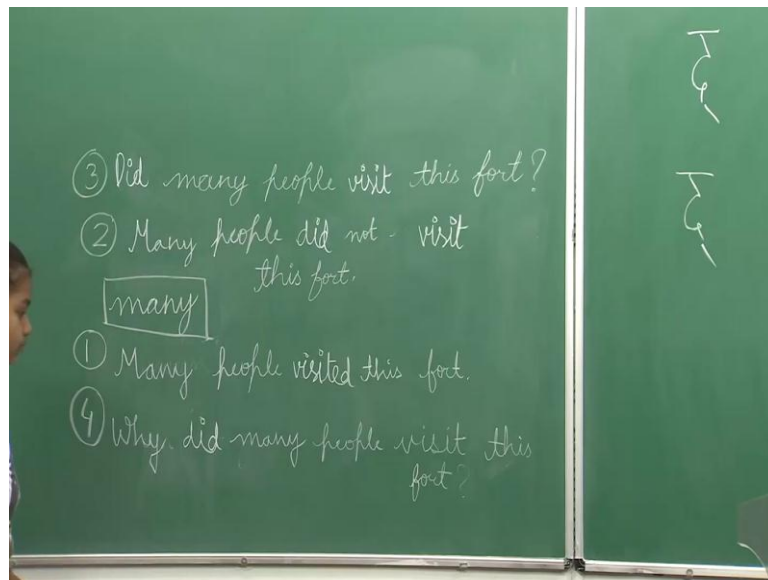 ③ Did many people visit this fort?
② Many people did not - visit
this fort.
many
① Many people visited this fort.
④ Why did many people visit this
fort?